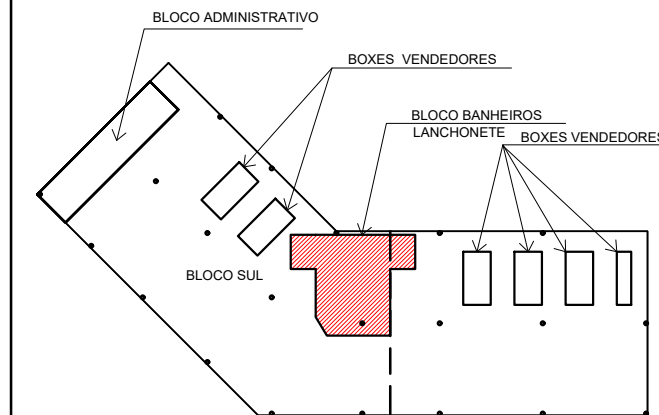 BLOCO ADMINISTRATIVO
BOXES VENDEDORES
BLOCO BANHEIROS
LANCHONETE
BOXES VENDEDORES
BLOCO SUL